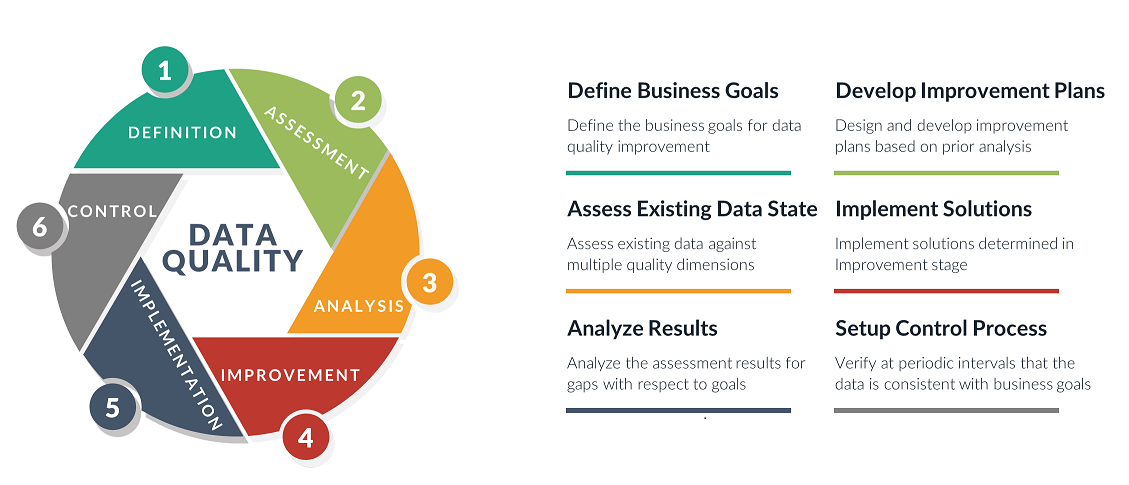 1
DEFINITION
2
ASSESSMENT
3
ANALYSIS
4
IMPROVEMENT
5
IMPLEMENTATION
6
CONTROL
DATA
QUALITY
Define Business Goals
Define the business goals for data
quality improvement
Assess Existing Data State
Assess existing data against
multiple quality dimensions
Analyze Results
Analyze the assessment results for
gaps with respect to goals
Develop Improvement Plans
Design and develop improvement
plans based on prior analysis
Implement Solutions
Implement solutions determined in
Improvement stage
Setup Control Process
Verify at periodic intervals that the
data is consistent with business goals